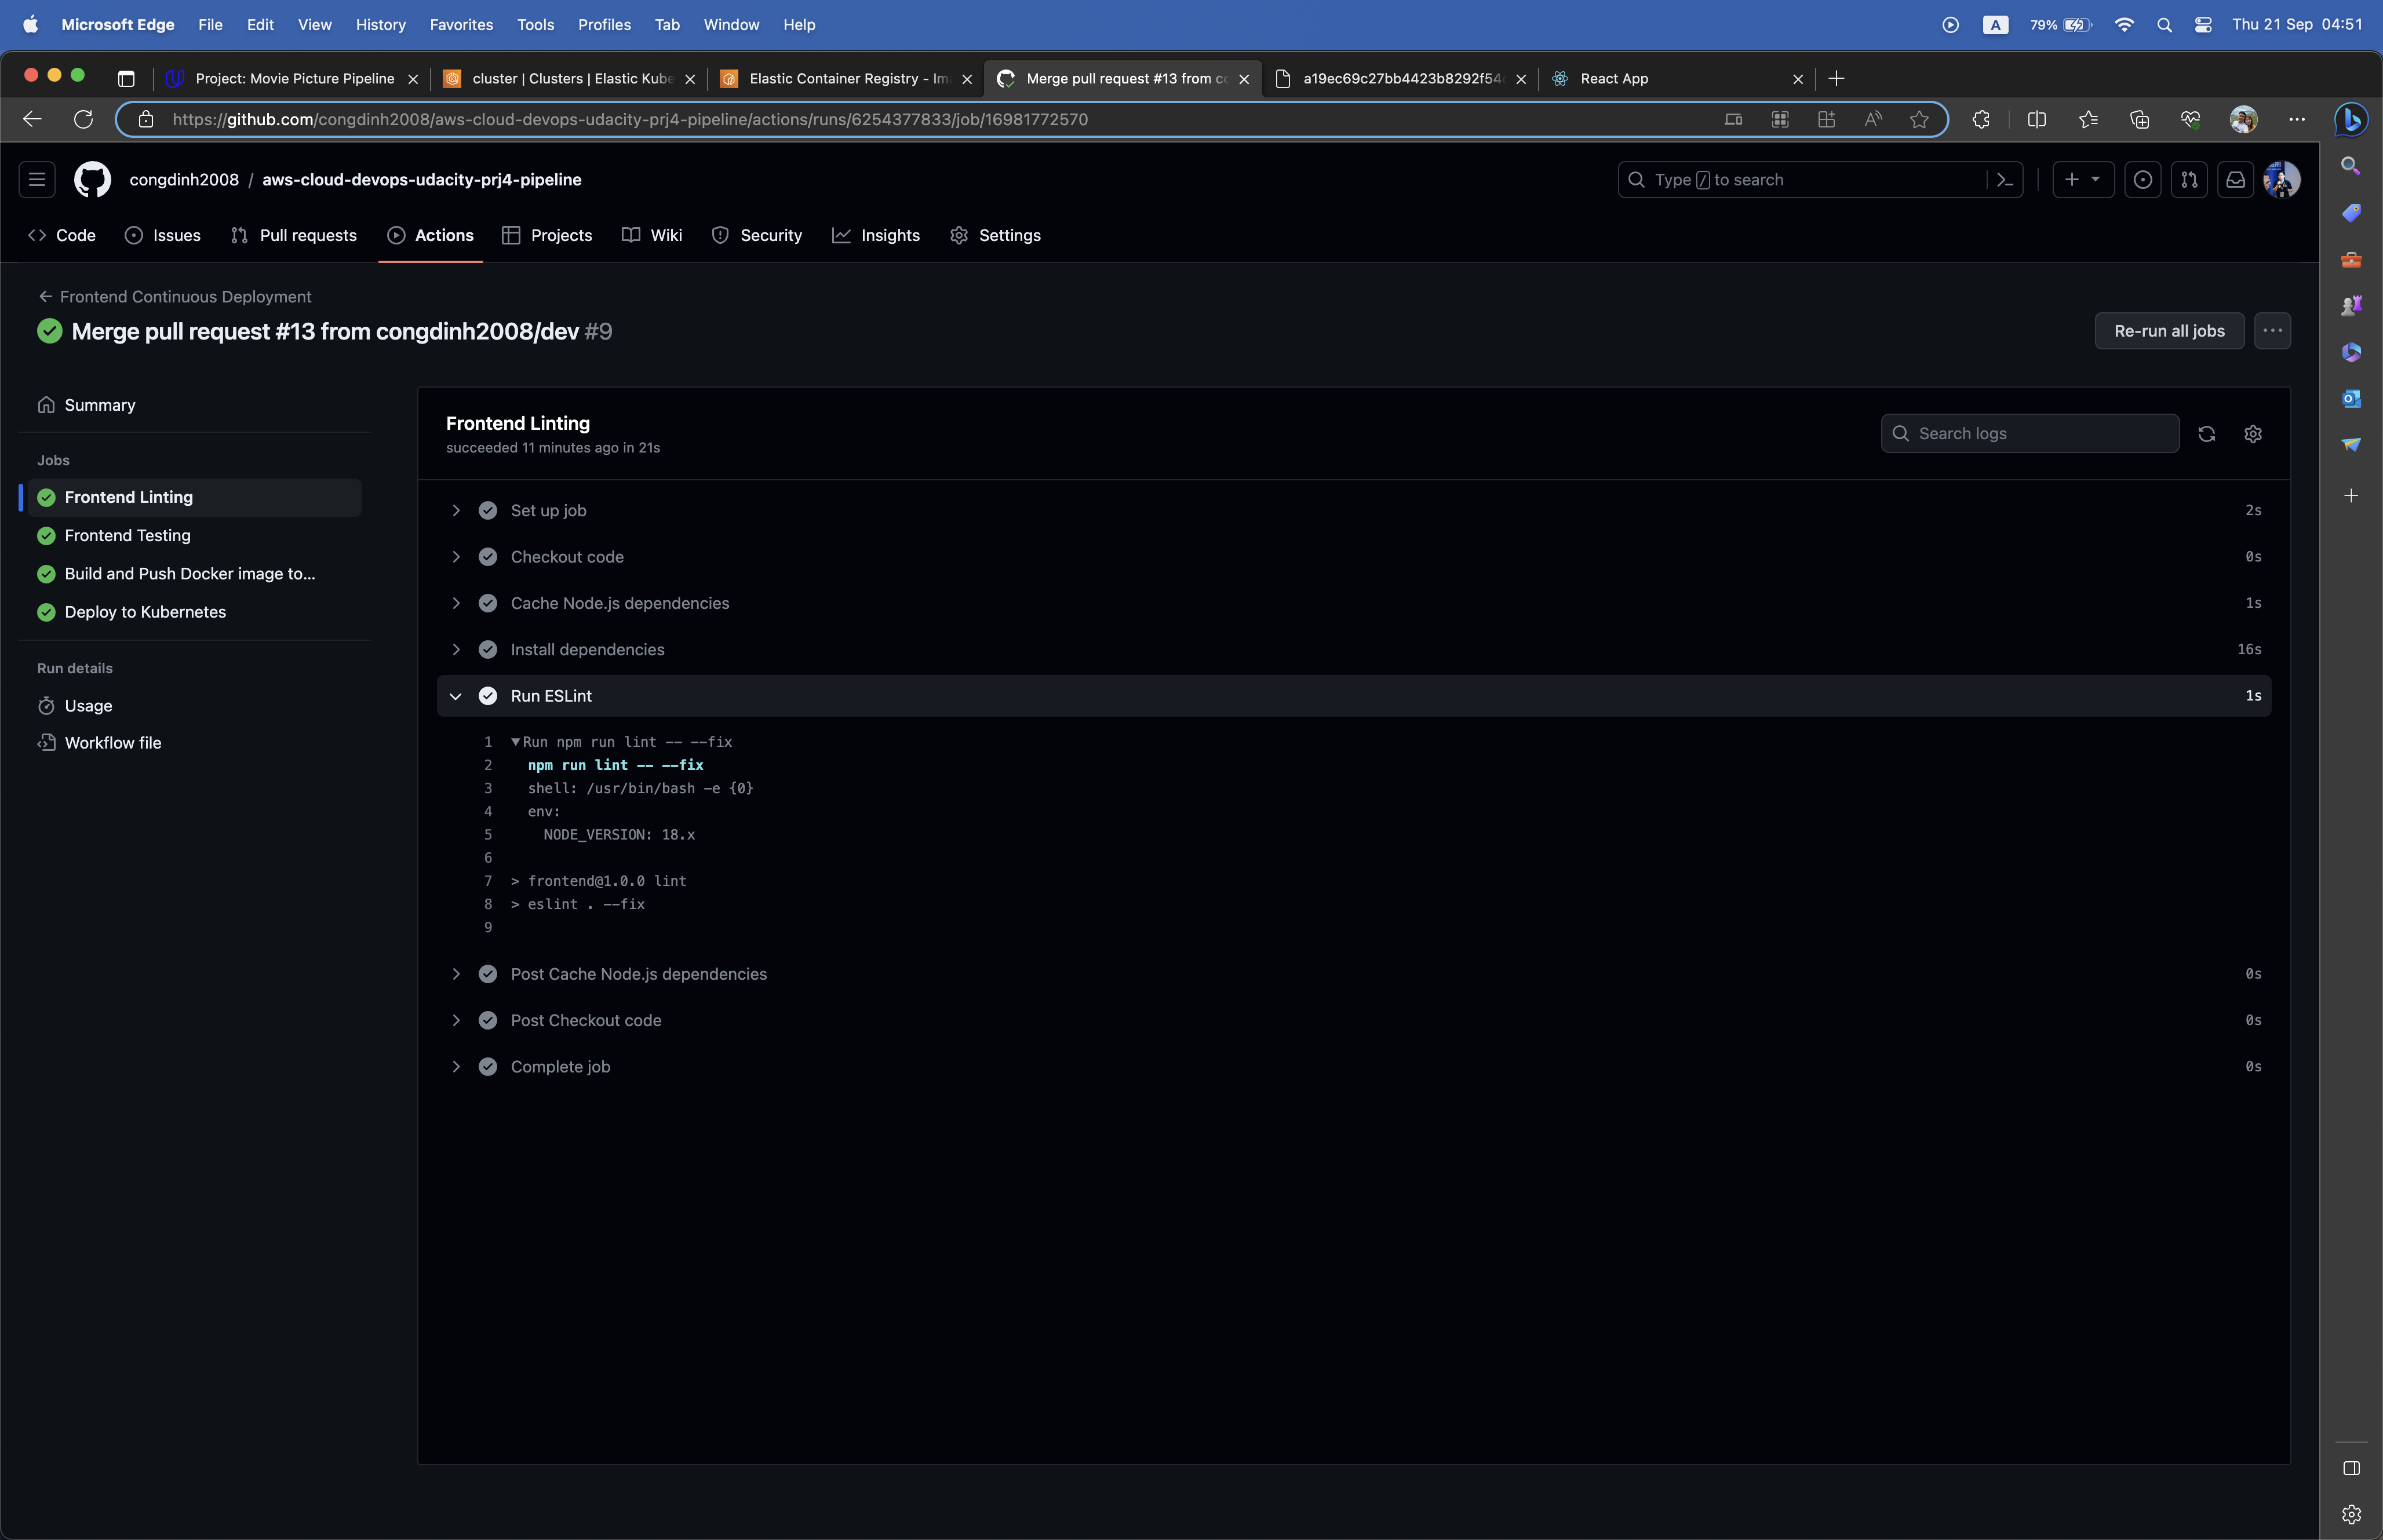 Microsoft Edge File Edit View History Favorites Tools Profiles Tab Window Help A 79% Thu 21 Sep 04:51
Project: Movie Picture Pipeline cluster | Clusters | Elastic Kube Elastic Container Registry - Im Merge pull request #13 from co a19ec69c27bb4423b8292f54 React App
https://github.com/congdinh2008/aws-cloud-devops-udacity-prj4-pipeline/actions/runs/6254377833/job/16981772570
congdinh2008 / aws-cloud-devops-udacity-prj4-pipeline Type / to search
Code Issues Pull requests Actions Projects Wiki Security Insights Settings
Frontend Continuous Deployment
Merge pull request #13 from congdinh2008/dev #9
Re-run all jobs
Summary
Jobs
Frontend Linting
Frontend Testing
Build and Push Docker image to...
Deploy to Kubernetes
Run details
Usage
Workflow file
Frontend Linting
succeeded 11 minutes ago in 21s
Search logs
Set up job 2s
Checkout code 0s
Cache Node.js dependencies 1s
Install dependencies 16s
Run ESLint 1s
1 ▼Run npm run lint -- --fix
2 npm run lint -- --fix
3 shell: /usr/bin/bash -e {0}
4 env:
5 NODE_VERSION: 18.x
6
7 > frontend@1.0.0 lint
8 > eslint . --fix
9
Post Cache Node.js dependencies 0s
Post Checkout code 0s
Complete job 0s